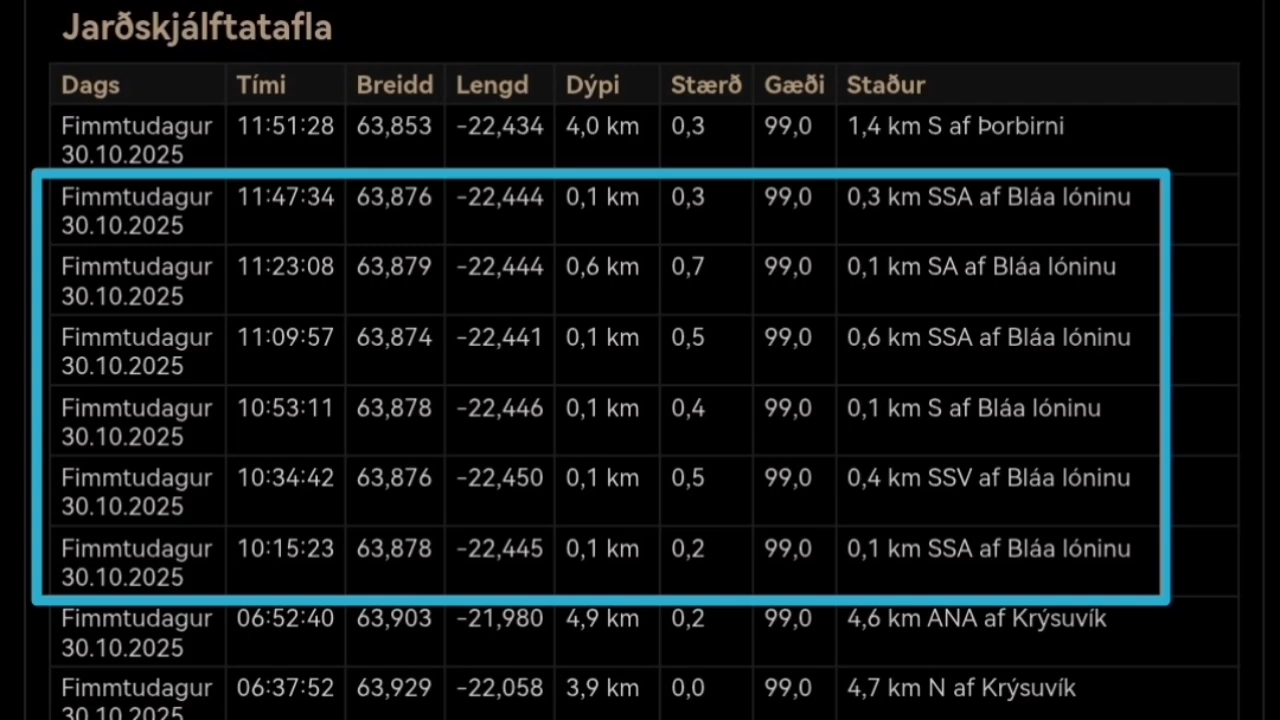 Jarðskjálftatafla
Dags Tími Breidd Lengd Dýpi Stærð Gæði Staður
Fimmtudagur 11:51:28 63,853 -22,434 4,0 km 0,3 99,0 1,4 km S af Þorbirni
30.10.2025
Fimmtudagur 11:47:34 63,876 -22,444 0,1 km 0,3 99,0 0,3 km SSA af Bláa lóninu
30.10.2025
Fimmtudagur 11:23:08 63,879 -22,444 0,6 km 0,7 99,0 0,1 km SA af Bláa lóninu
30.10.2025
Fimmtudagur 11:09:57 63,874 -22,441 0,1 km 0,5 99,0 0,6 km SSA af Bláa lóninu
30.10.2025
Fimmtudagur 10:53:11 63,878 -22,446 0,1 km 0,4 99,0 0,1 km S af Bláa lóninu
30.10.2025
Fimmtudagur 10:34:42 63,876 -22,450 0,1 km 0,5 99,0 0,4 km SSV af Bláa lóninu
30.10.2025
Fimmtudagur 10:15:23 63,878 -22,445 0,1 km 0,2 99,0 0,1 km SSA af Bláa lóninu
30.10.2025
Fimmtudagur 06:52:40 63,903 -21,980 4,9 km 0,2 99,0 4,6 km ANA af Krýsuvík
30.10.2025
Fimmtudagur 06:37:52 63,929 -22,058 3,9 km 0,0 99,0 4,7 km N af Krýsuvík
30.10.2025